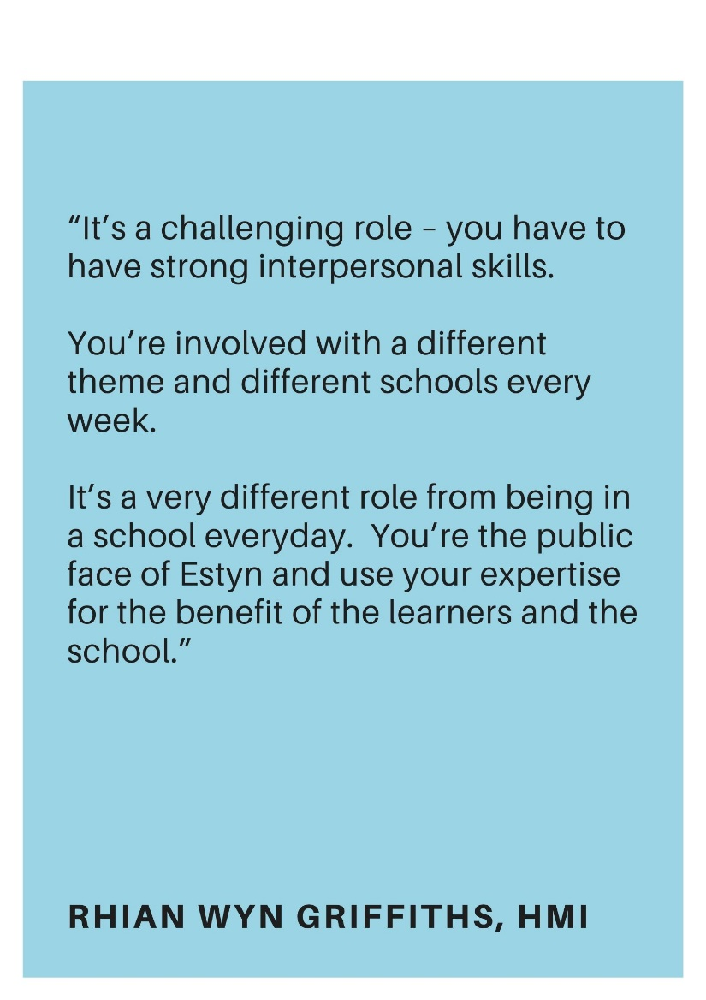 “It’s a challenging role – you have to
have strong interpersonal skills.
You’re involved with a different
theme and different schools every
week.
It’s a very different role from being in
a school everyday.  You’re the public
face of Estyn and use your expertise
for the benefit of the learners and the
school.”
RHIAN WYN GRIFFITHS, HMI